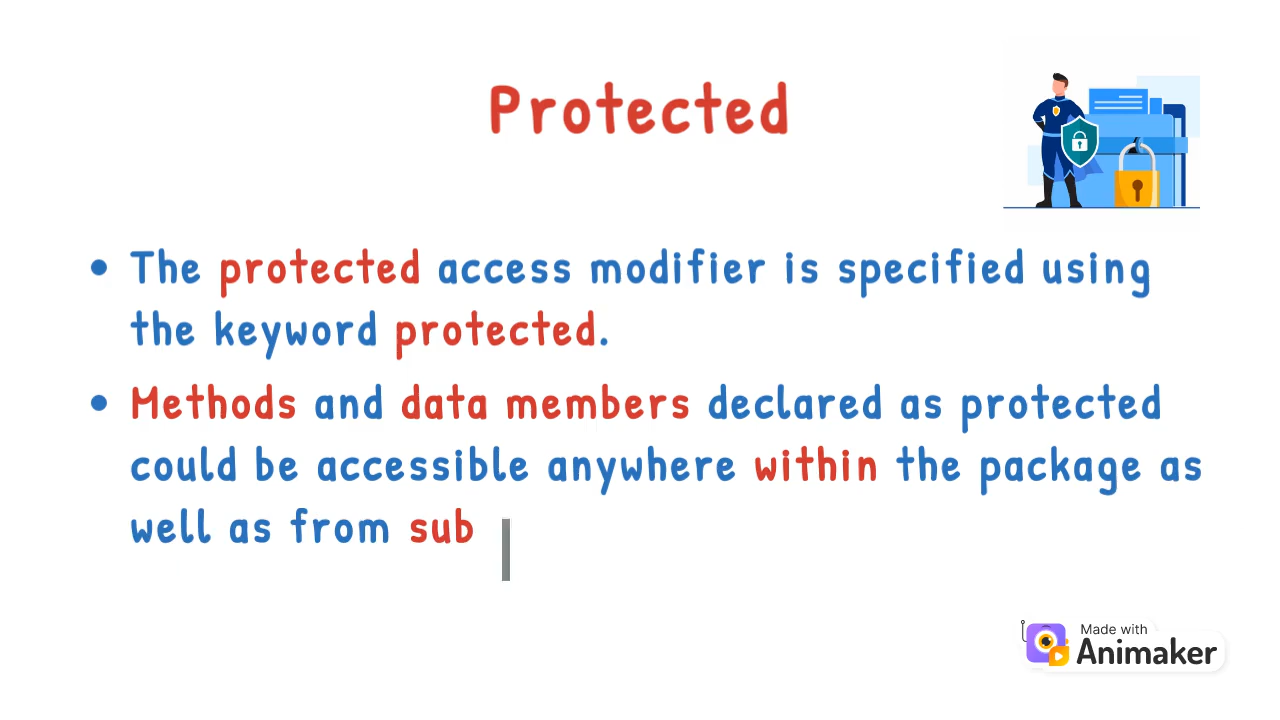 Protected
• The protected access modifier is specified using
the keyword protected.
• Methods and data members declared as protected
could be accessible anywhere within the package as
well as from sub
Made with
Animaker